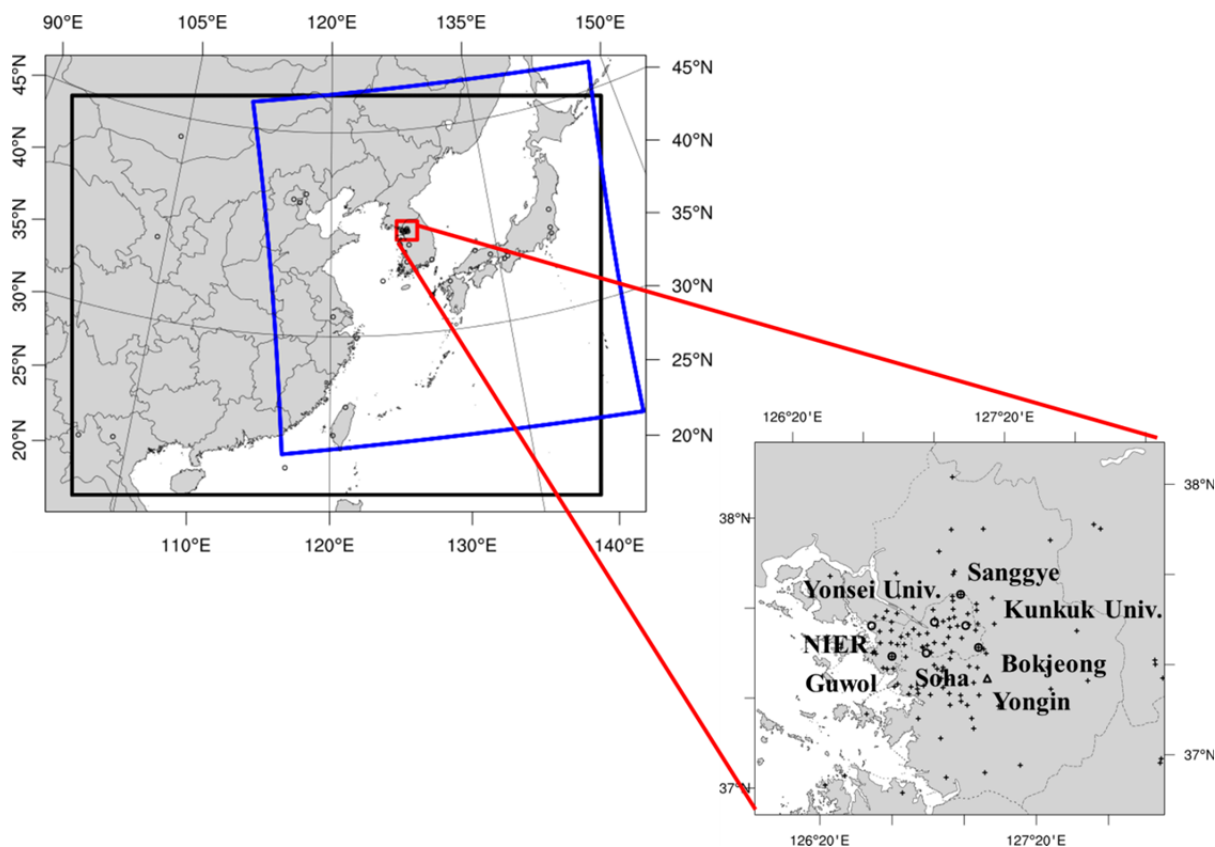 90°E 105°E 120°E 135°E 150°E
45°N 45°N
40°N 40°N
35°N 35°N
30°N 30°N
25°N 25°N
20°N 20°N
110°E 120°E 130°E 140°E
126°20'E 127°20'E
38°N 38°N
Sanggye
Yonsei Univ.
Kunkuk Univ.
NIER
Bokjeong
Guwol Soha
Yongin
37°N 37°N
126°20'E 127°20'E